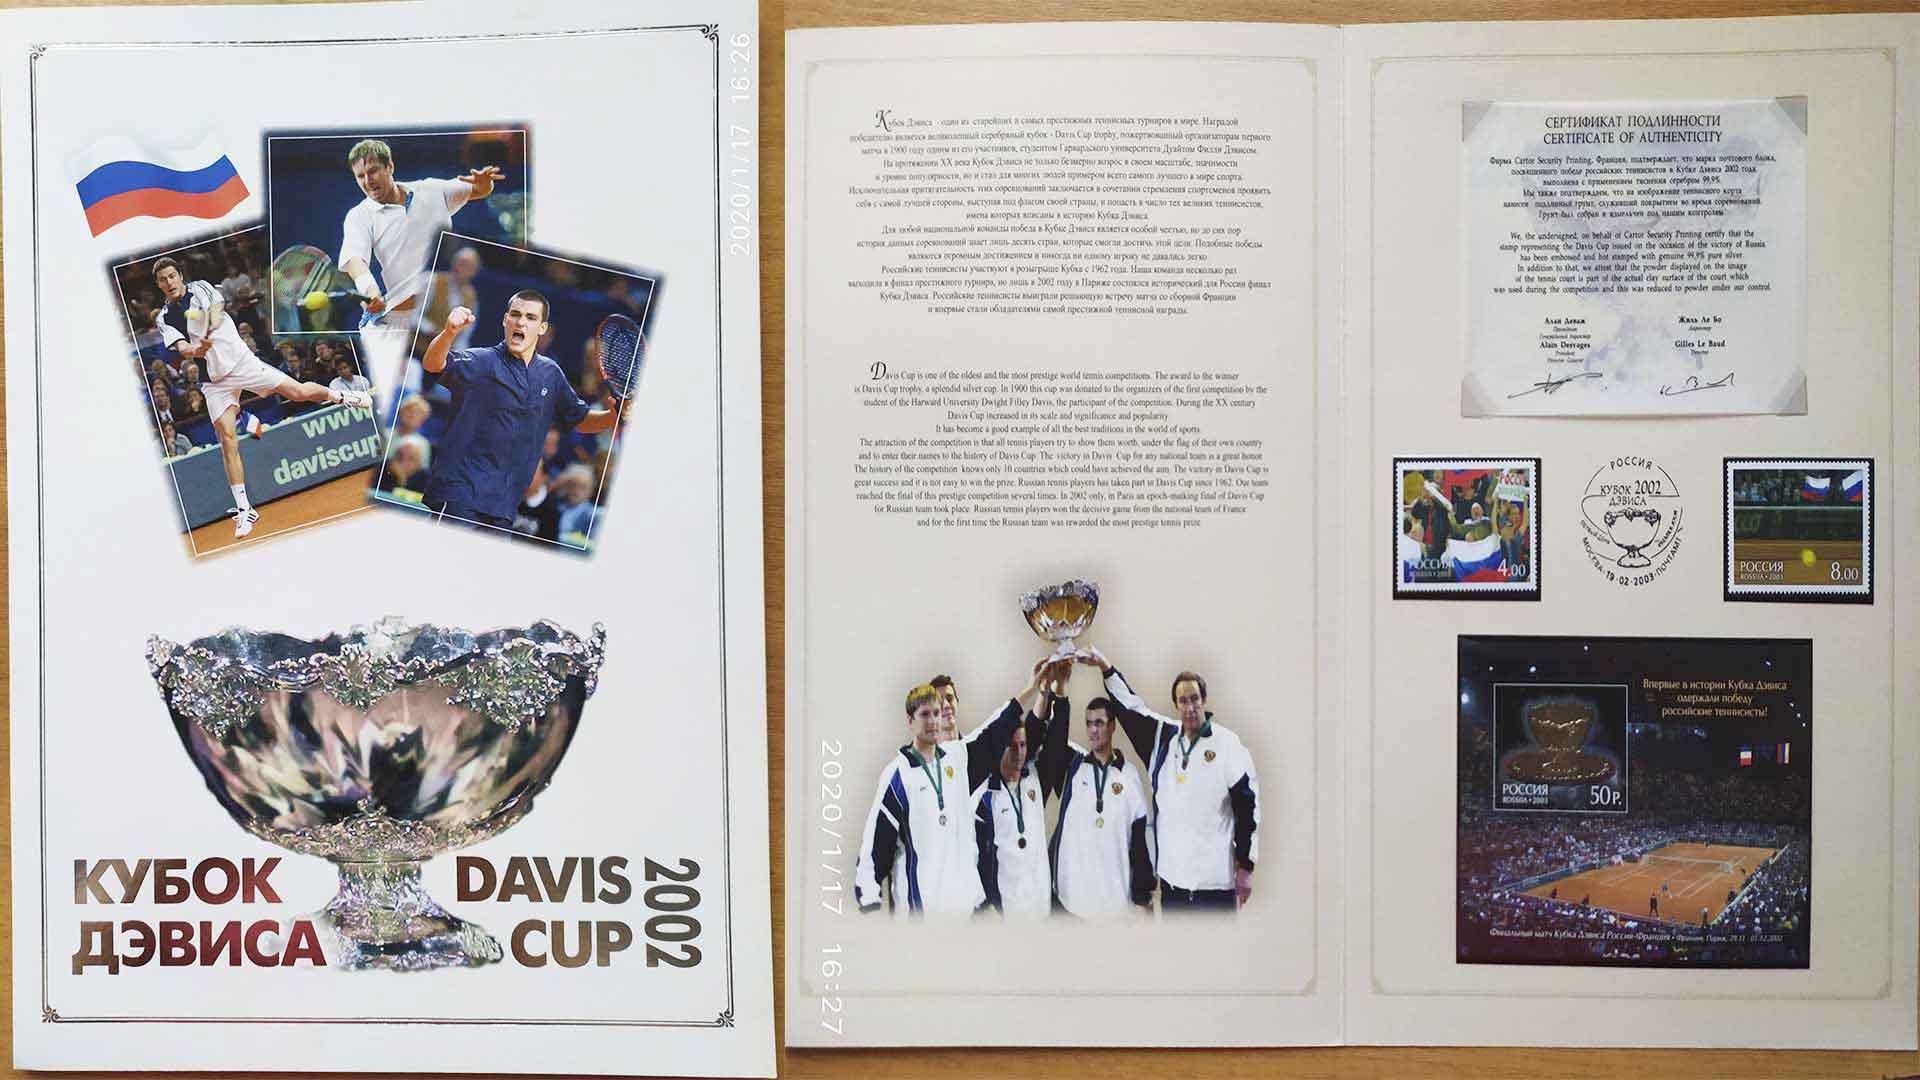 2020/1/17 16:26
www.
daviscup
КУБОК
ДЭВИСА
DAVIS
CUP
2002
Кубок Дэвиса - один из старейших и самых престижных теннисных турниров в мире. Наградой
победителю является великолепный серебряный кубок - Davis Cup trophy, пожертвованный организаторам первого
матча в 1900 году одним из его участников, студентом Гарвардского университета Дуайтом Филли Дэвисом.
На протяжении XX века Кубок Дэвиса не только безмерно возрос в своем масштабе, значимости
и уровне популярности, но и стал для многих людей примером всего самого лучшего в мире спорта.
Исключительная притягательность этих соревнований заключается в сочетании стремления спортсменов проявить
себя с самой лучшей стороны, выступая под флагом своей страны, и попасть в число тех великих теннисистов,
имена которых вписаны в историю Кубка Дэвиса.
Для любой национальной команды победа в Кубке Дэвиса является особой честью, но до сих пор
история данных соревнований знает лишь десять стран, которые смогли достичь этой цели. Подобные победы
являются огромным достижением и никогда ни одному игроку не давались легко
Российские теннисисты участвуют в розыгрыше Кубка с 1962 года. Наша команда несколько раз
выходила в финал престижного турнира, но лишь в 2002 году в Париже состоялся исторический для России финал
Кубка Дэвиса. Российские теннисисты выиграли решающую встречу матча со сборной Франции
и впервые стали обладателями самой престижной теннисной награды.
Davis Cup is one of the oldest and the most prestige world tennis competitions. The award to the winner
is Davis Cup trophy, a splendid silver cup. In 1900 this cup was donated to the organizers of the first competition by the
student of the Harward University Dwight Filley Davis, the participant of the competition. During the XX century
Davis Cup increased in its scale and significance and popularity.
It has become a good example of all the best traditions in the world of sports.
The attraction of the competition is that all tennis players try to show them worth, under the flag of their own country
and to enter their names to the history of Davis Cup. The victory in Davis Cup for any national team is a great honor.
The history of the competition knows only 10 countries which could have achieved the aim. The victory in Davis Cup is
great success and it is not easy to win the prize. Russian tennis players has taken part in Davis Cup since 1962. Our team
reached the final of this prestige competition several times. In 2002 only, in Paris an epoch-making final of Davis Cup
for Russian team took place. Russian tennis players won the decisive game from the national team of France
and for the first time the Russian team was rewarded the most prestige tennis prize.
2020/1/17 16:27
СЕРТИФИКАТ ПОДЛИННОСТИ
CERTIFICATE OF AUTHENTICITY
Фирма Cartor Security Printing, Франция, подтверждает, что марка почтового блока,
посвященного победе российских теннисистов в Кубке Дэвиса 2002 года,
выполнена с применением тиснения серебром 99,9%.
Мы также подтверждаем, что на изображение теннисного корта
нанесен подлинный грунт, служивший покрытием во время соревнований.
Грунт был собран и измельчен под нашим контролем.
We, the undersigned, on behalf of Cartor Security Printing certify that the
stamp representing the Davis Cup issued on the occasion of the victory of Russia
has been embossed and hot stamped with genuine 99,9% pure silver.
In addition to that, we attest that the powder displayed on the image
of the tennis court is part of the actual clay surface of the court which
was used during the competition and this was reduced to powder under our control.
Алан Деваж
Президент
Генеральный директор
Alain Desvages
President
Director General
Жиль Ле Бо
Директор
Gilles Le Baud
Director
РОССИЯ
ROSSIIA • 2003
4.00
РОССИЯ
КУБОК 2002
ДЭВИСА
ПЕРВЫЙ ДЕНЬ
МОСКВА · 19·02·2003 · ПОЧТАМТ
РОССИЯ
ROSSIIA • 2003
8.00
Впервые в истории Кубка Дэвиса
одержали победу
российские теннисисты!
РОССИЯ
ROSSIIA • 2003
50 Р.
Финальный матч Кубка Дэвиса Россия-Франция • Франция, Париж, 29.11 - 01.12.2002